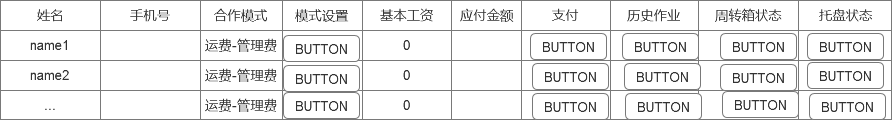 姓名 手机号 合作模式 模式设置 基本工资 应付金额 支付 历史作业 周转箱状态 托盘状态
name1 运费-管理费 BUTTON 0 BUTTON BUTTON BUTTON BUTTON
name2 运费-管理费 BUTTON 0 BUTTON BUTTON BUTTON BUTTON
... 运费-管理费 BUTTON 0 BUTTON BUTTON BUTTON BUTTON